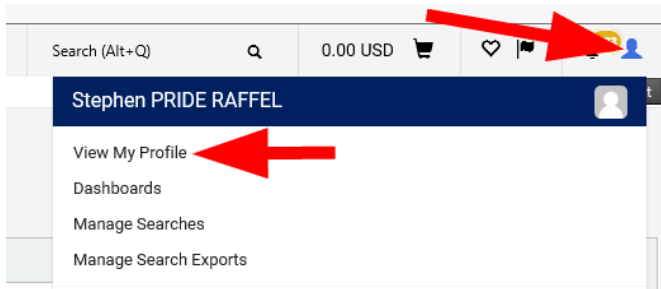 Search (Alt+Q) 0.00 USD
t
Stephen PRIDE RAFFEL
View My Profile
Dashboards
Manage Searches
Manage Search Exports